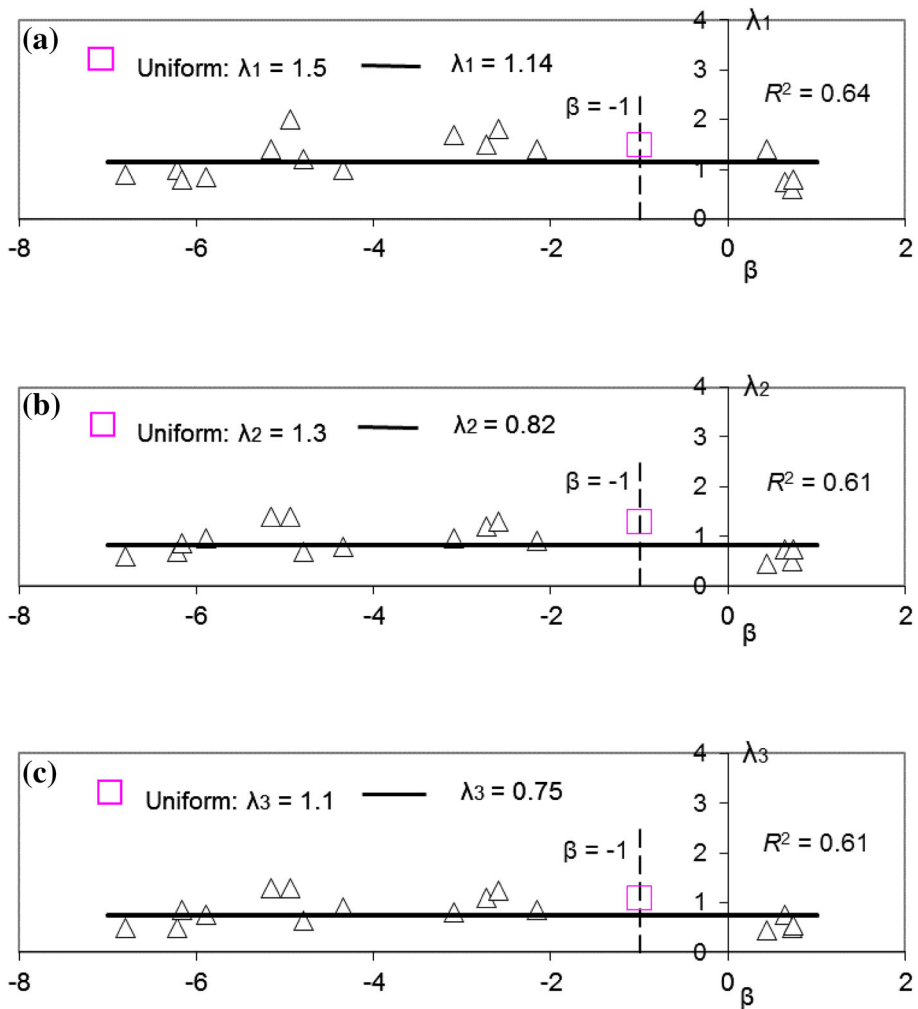 (a)
4 λ1
Uniform: λ1 = 1.5 λ1 = 1.14
3
β = -1 R² = 0.64
2
1
0
-8 -6 -4 -2 0 2
β
(b)
4 λ2
Uniform: λ2 = 1.3 λ2 = 0.82
3
β = -1 R² = 0.61
2
1
0
-8 -6 -4 -2 0 2
β
(c)
4 λ3
Uniform: λ3 = 1.1 λ3 = 0.75
3
β = -1 R² = 0.61
2
1
0
-8 -6 -4 -2 0 2
β